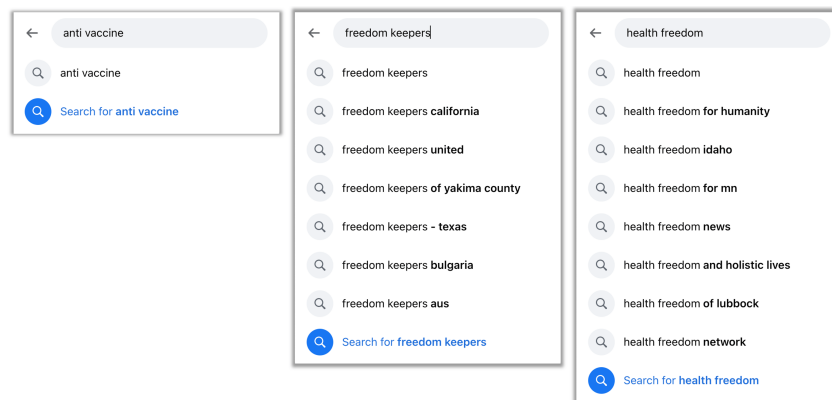 anti vaccine
anti vaccine
Search for anti vaccine
freedom keepers
freedom keepers
freedom keepers california
freedom keepers united
freedom keepers of yakima county
freedom keepers - texas
freedom keepers bulgaria
freedom keepers aus
Search for freedom keepers
health freedom
health freedom
health freedom for humanity
health freedom idaho
health freedom for mn
health freedom news
health freedom and holistic lives
health freedom of lubbock
health freedom network
Search for health freedom